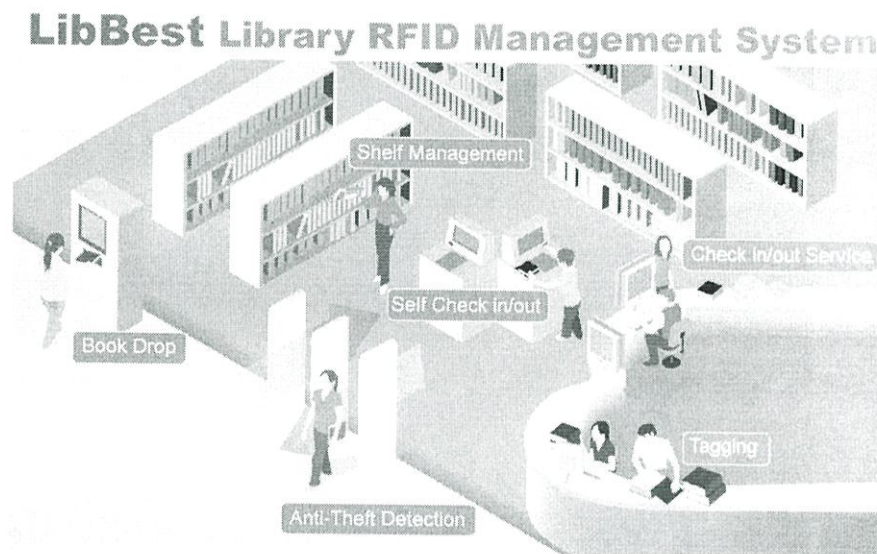 LibBest Library RFID Management System
Shelf Management
Check in/out Service
Self Check in/out
Book Drop
Tagging
Anti-Theft Detection